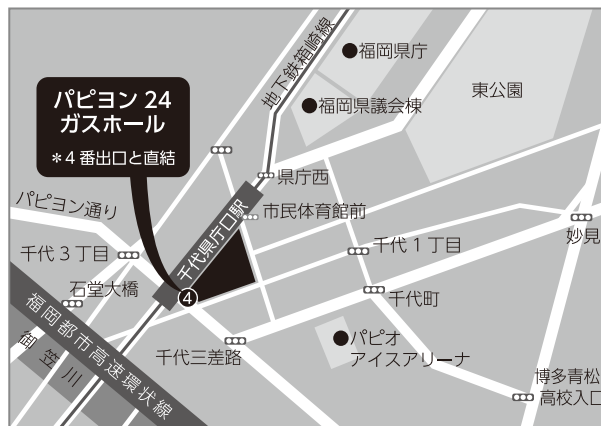 福岡県庁
地下鉄箱崎線
東公園
パピヨン 24
ガスホール
福岡県議会棟
*4 番出口と直結
県庁西
パピヨン通り
市民体育館前
千代県庁口駅
妙見
千代 3 丁目
千代 1 丁目
石堂大橋
4
千代町
福岡都市高速環状線
御笠川
千代三差路
パピオ
アイスアリーナ
博多青松
高校入口